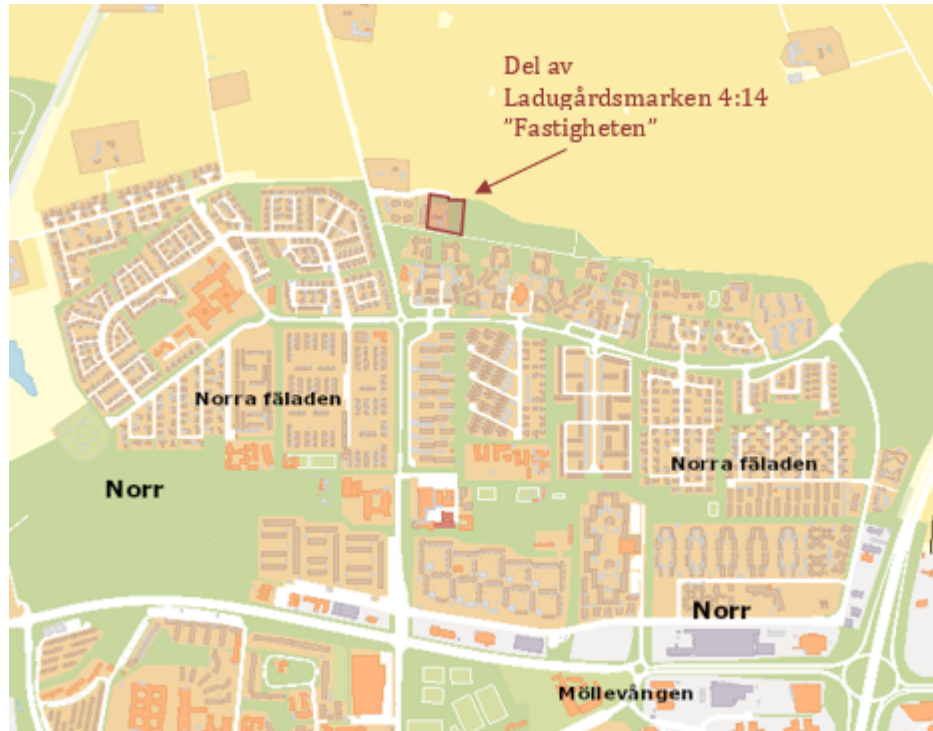 Del av
Ladugårdsmarken 4:14
"Fastigheten"
Norra fäladen
Norra fäladen
Norr
Norr
Möllevången